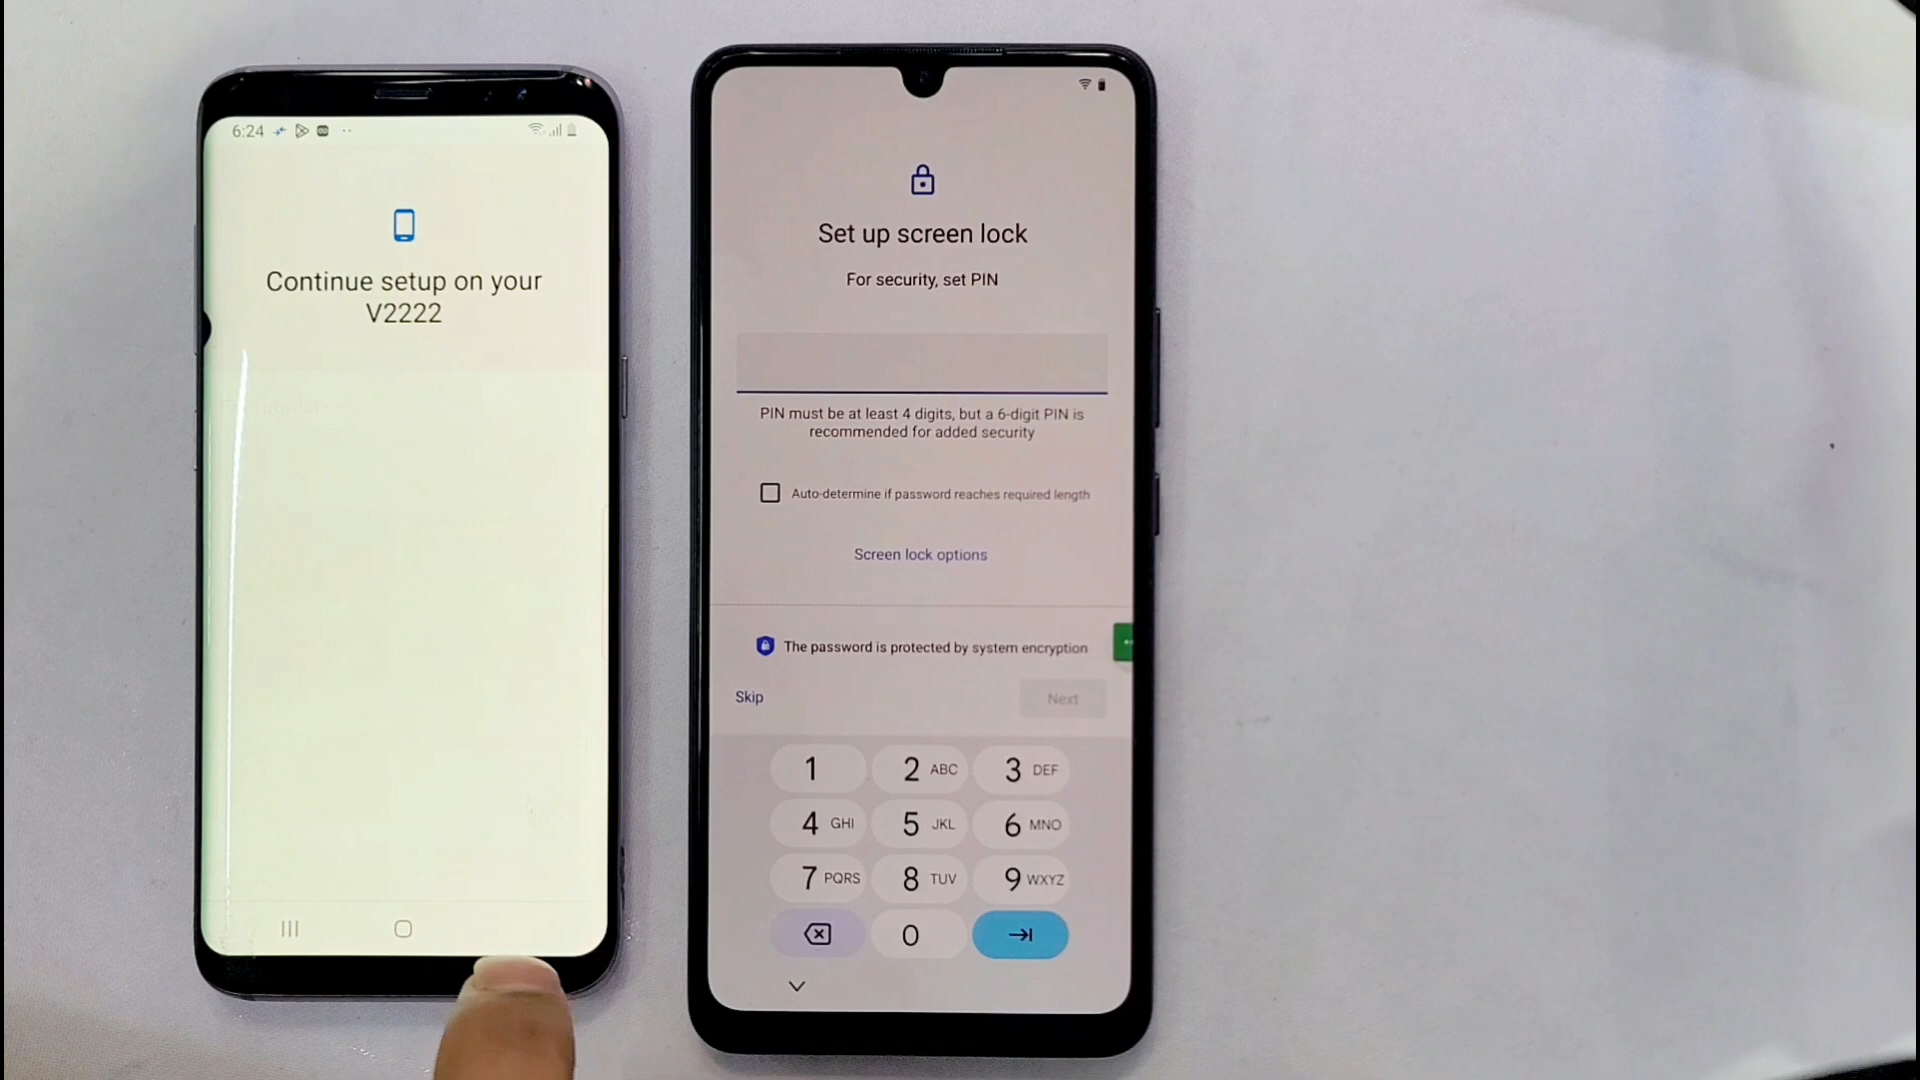 6:24
Continue setup on your
V2222
Set up screen lock
For security, set PIN
PIN must be at least 4 digits, but a 6-digit PIN is
recommended for added security
Auto-determine if password reaches required length
Screen lock options
The password is protected by system encryption
Skip
Next
1
2 ABC
3 DEF
4 GHI
5 JKL
6 MNO
7 PQRS
8 TUV
9 WXYZ
0